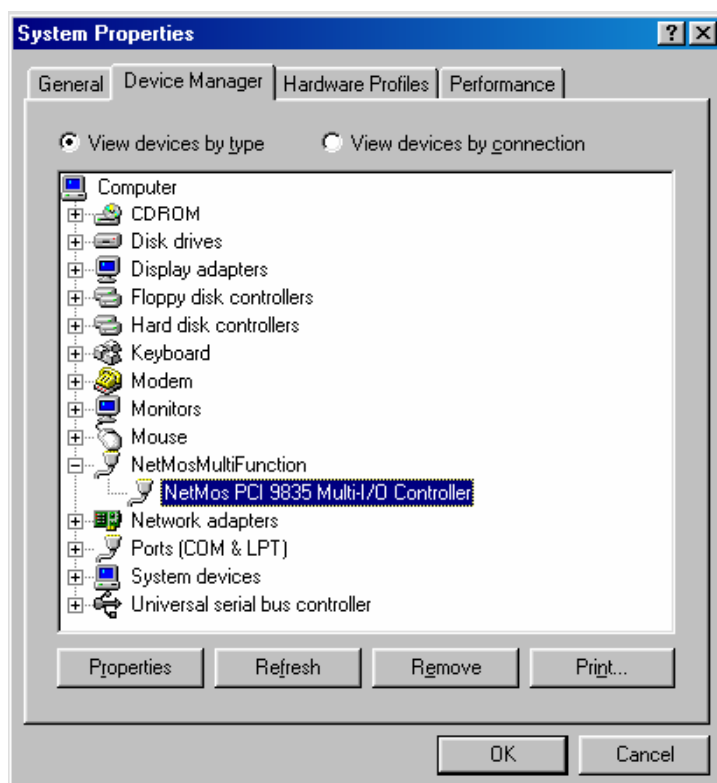 System Properties
General Device Manager Hardware Profiles Performance
View devices by type View devices by connection
Computer
CDROM
Disk drives
Display adapters
Floppy disk controllers
Hard disk controllers
Keyboard
Modem
Monitors
Mouse
NetMosMultiFunction
NetMos PCI 9835 Multi-I/O Controller
Network adapters
Ports (COM & LPT)
System devices
Universal serial bus controller
Properties Refresh Remove Print...
OK Cancel